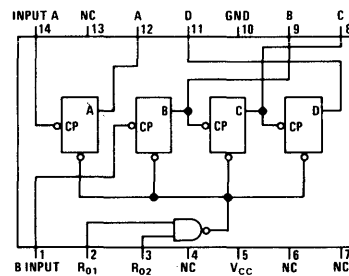 INPUT A NC A D GND B C
14 13 12 11 10 9 8
A B C D
CP CP CP CP
1 2 3 4 5 6 7
B INPUT R01 R02 NC VCC NC NC